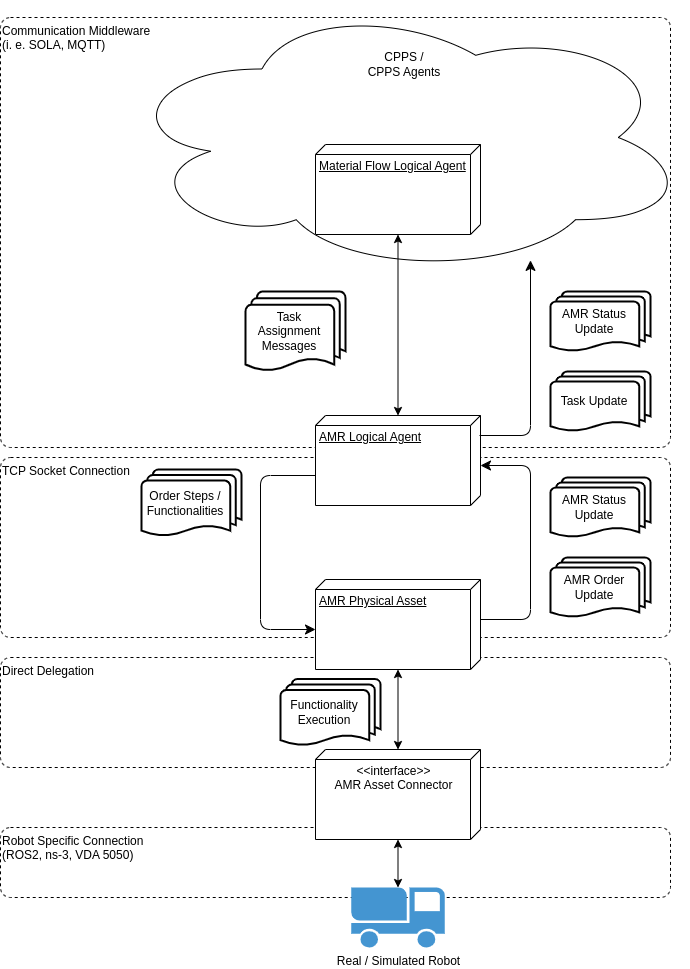 Communication Middleware
(i. e. SOLA, MQTT)
CPPS /
CPPS Agents
Material Flow Logical Agent
Task
Assignment
Messages
AMR Status
Update
Task Update
AMR Logical Agent
TCP Socket Connection
Order Steps /
Functionalities
AMR Status
Update
AMR Order
Update
AMR Physical Asset
Direct Delegation
Functionality
Execution
<<interface>>
AMR Asset Connector
Robot Specific Connection
(ROS2, ns-3, VDA 5050)
Real / Simulated Robot